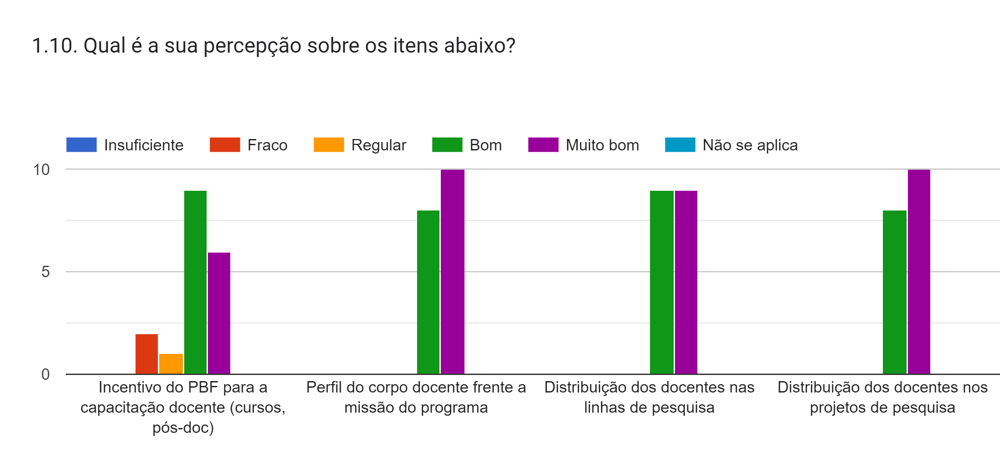 1.10. Qual é a sua percepção sobre os itens abaixo?
Insuficiente Fraco Regular Bom Muito bom Não se aplica
10
5
0
Incentivo do PBF para a
capacitação docente (cursos,
pós-doc)
Perfil do corpo docente frente a
missão do programa
Distribuição dos docentes nas
linhas de pesquisa
Distribuição dos docentes nos
projetos de pesquisa